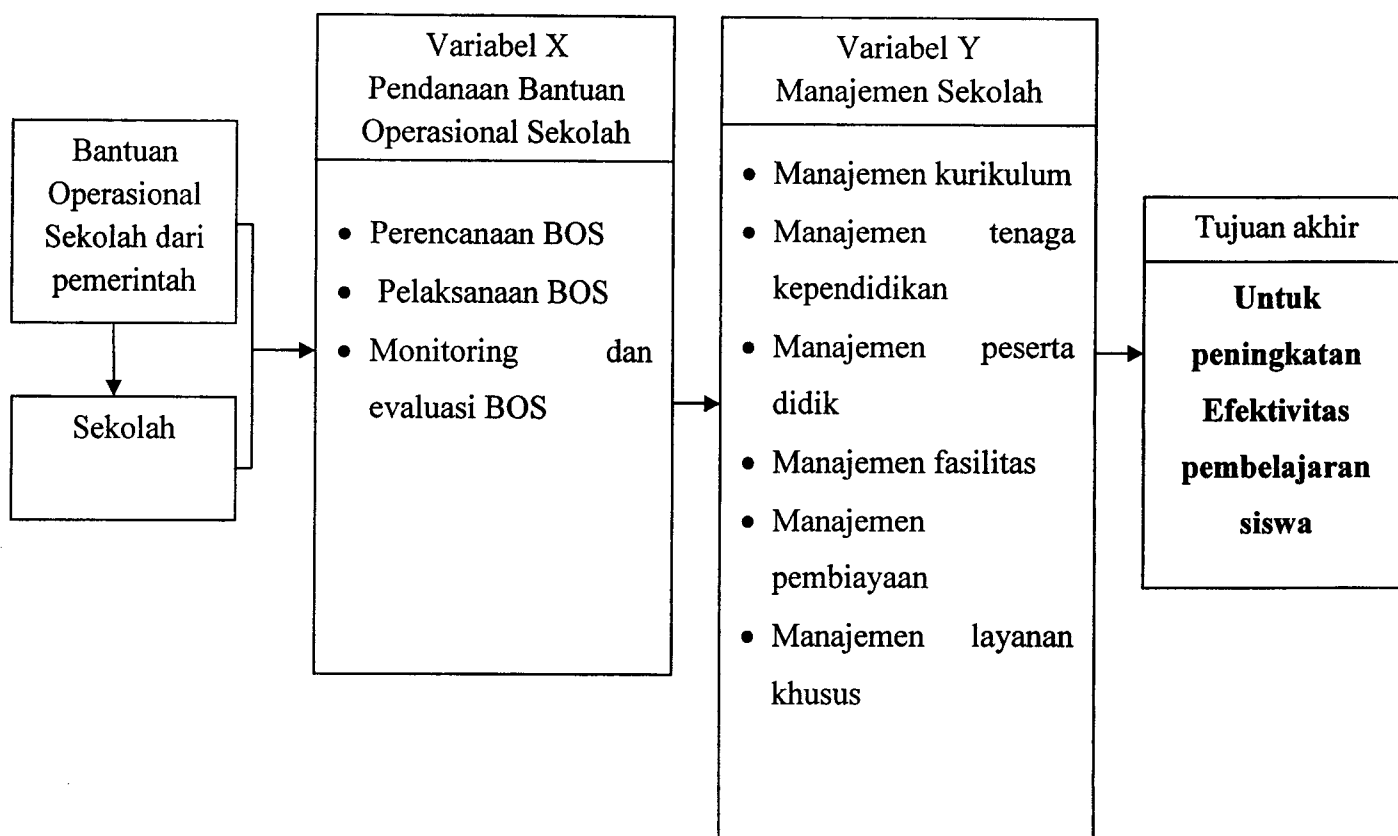 Bantuan
Operasional
Sekolah dari
pemerintah
Sekolah
Variabel X
Pendanaan Bantuan
Operasional Sekolah
• Perencanaan BOS
• Pelaksanaan BOS
• Monitoring dan
evaluasi BOS
Variabel Y
Manajemen Sekolah
• Manajemen kurikulum
• Manajemen tenaga
kependidikan
• Manajemen peserta
didik
• Manajemen fasilitas
• Manajemen
pembiayaan
• Manajemen layanan
khusus
Tujuan akhir
Untuk
peningkatan
Efektivitas
pembelajaran
siswa